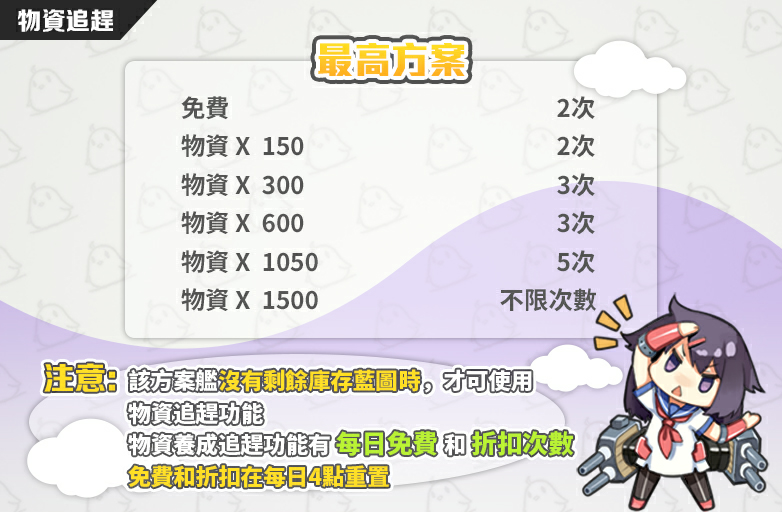 物資追趕
最高方案
免費 2次
物資 X 150 2次
物資 X 300 3次
物資 X 600 3次
物資 X 1050 5次
物資 X 1500 不限次數
注意: 該方案艦沒有剩餘庫存藍圖時，才可使用
物資追趕功能
物資養成追趕功能有 每日免費 和 折扣次數
免費和折扣在每日4點重置